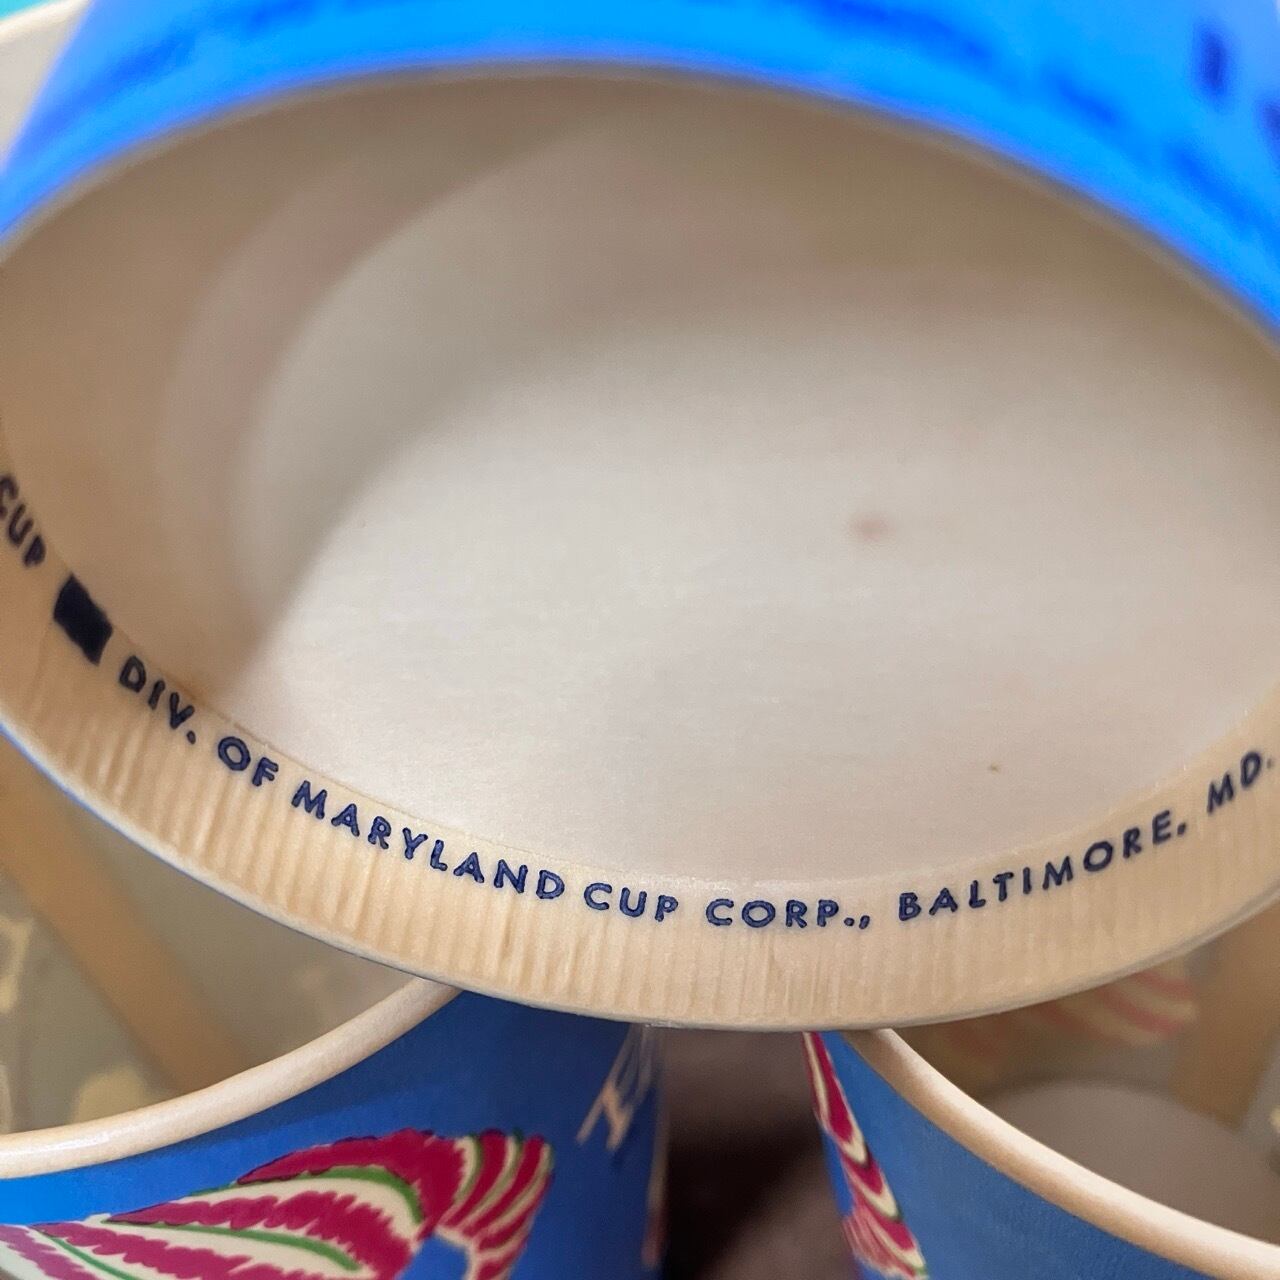 CUP ■ DIV. OF MARYLAND CUP CORP., BALTIMORE, MD.